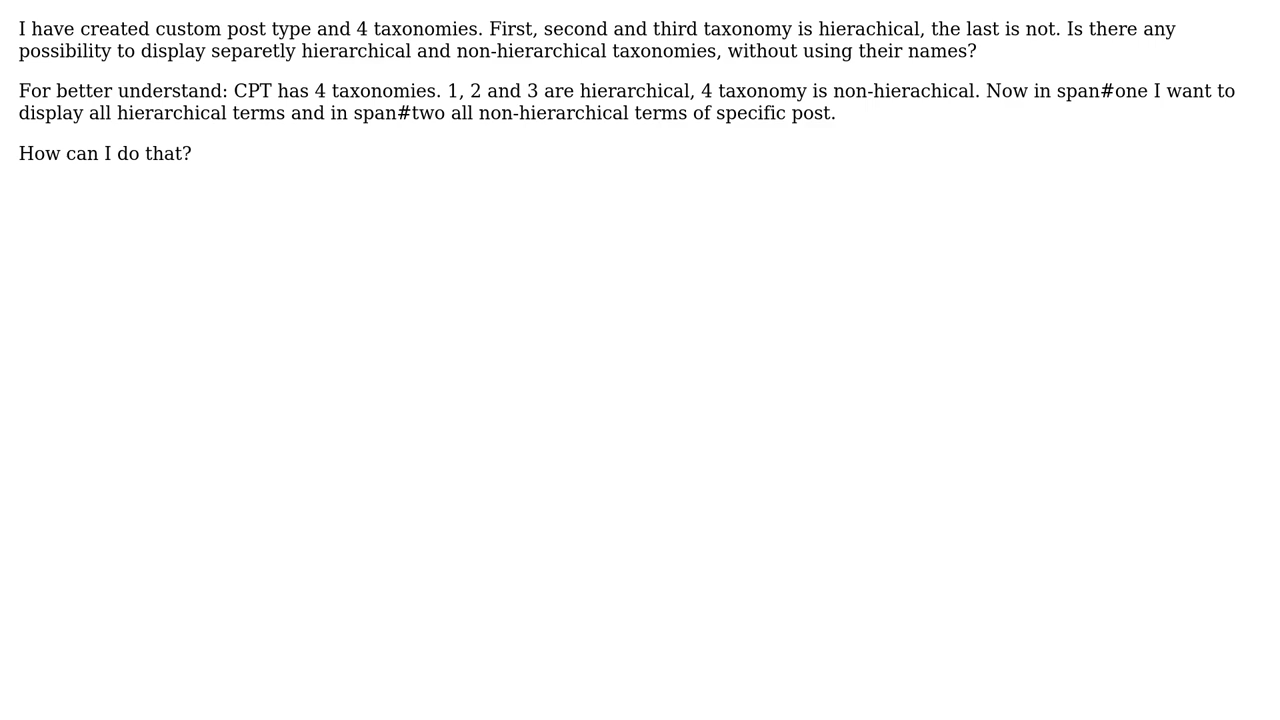 I have created custom post type and 4 taxonomies. First, second and third taxonomy is hierachical, the last is not. Is there any
possibility to display separetly hierarchical and non-hierarchical taxonomies, without using their names?
For better understand: CPT has 4 taxonomies. 1, 2 and 3 are hierarchical, 4 taxonomy is non-hierachical. Now in span#one I want to
display all hierarchical terms and in span#two all non-hierarchical terms of specific post.
How can I do that?